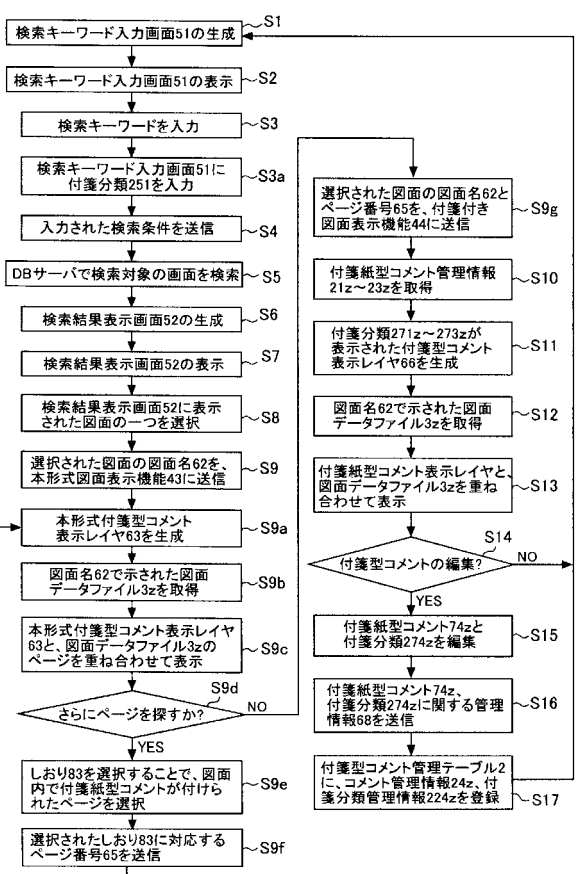 検索キーワード入力画面51の生成
S1
検索キーワード入力画面51の表示
S2
検索キーワードを入力
S3
検索キーワード入力画面51に
付箋分類251を入力
S3a
入力された検索条件を送信
S4
DBサーバで検索対象の画面を検索
S5
検索結果表示画面52の生成
S6
検索結果表示画面52の表示
S7
検索結果表示画面52に表示
された図面の一つを選択
S8
選択された図面の図面名62を、
本形式図面表示機能43に送信
S9
本形式付箋型コメント
表示レイヤ63を生成
S9a
図面名62で示された図面
データファイル3zを取得
S9b
本形式付箋型コメント表示レイヤ
63と、図面データファイル3zの
ページを重ね合わせて表示
S9c
さらにページを探すか?
S9d
NO
YES
しおり83を選択することで、図面
内で付箋紙型コメントが付けら
れたページを選択
S9e
選択されたしおり83に対応する
ページ番号65を送信
S9f
選択された図面の図面名62と
ページ番号65を、付箋付き
図面表示機能44に送信
S9g
付箋紙型コメント管理情報
21z~23zを取得
S10
付箋分類271z~273zが
表示された付箋型コメント
表示レイヤ66を生成
S11
図面名62で示された図面
データファイル3zを取得
S12
付箋紙型コメント表示レイヤと、
図面データファイル3zを重ね
合わせて表示
S13
付箋型コメントの編集?
S14
NO
YES
付箋紙型コメント74zと
付箋分類274zを編集
S15
付箋紙型コメント74z、
付箋分類274zに関する管理
情報68を送信
S16
付箋型コメント管理テーブル2
に、コメント管理情報24z、付
箋分類管理情報224zを登録
S17